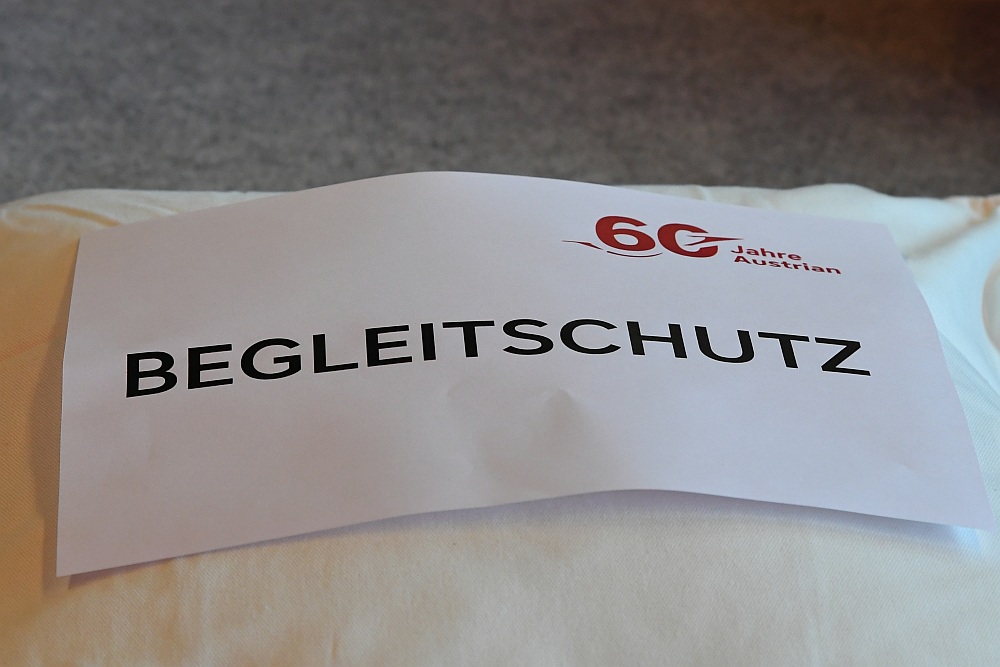 60 Jahre
Austrian
BEGLEITSCHUTZ